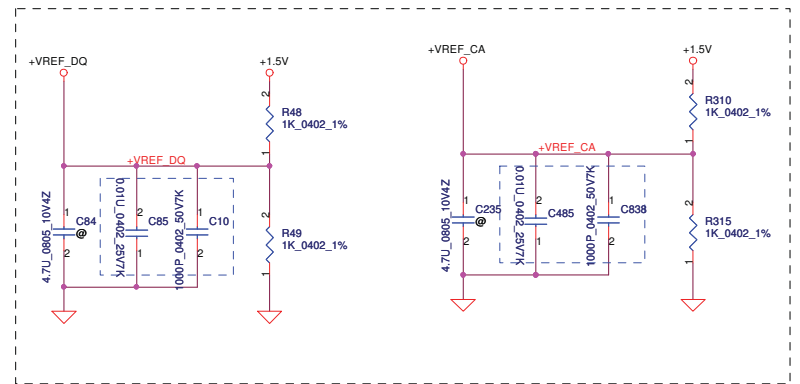 +VREF_DQ
+1.5V
2
R48
1K_0402_1%
1
+VREF_DQ
4.7U_0805_10V4Z
1
C84
@
2
0.01U_0402_25V7K
2
C85
1
1000P_0402_50V7K
1
C10
2
2
R49
1K_0402_1%
1
+VREF_CA
+1.5V
2
R310
1K_0402_1%
1
+VREF_CA
4.7U_0805_10V4Z
1
C235
@
2
0.01U_0402_25V7K
2
C485
1
1000P_0402_50V7K
1
C838
2
2
R315
1K_0402_1%
1